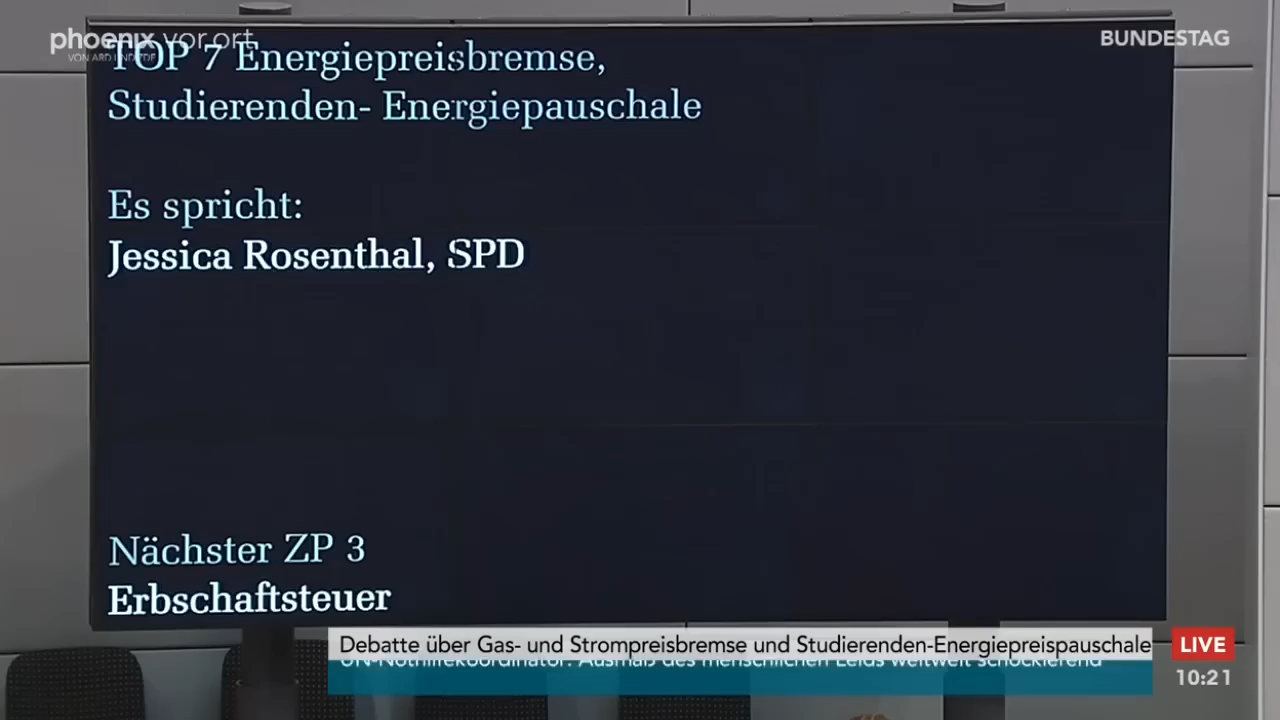 phoenix vor ort
VON ARD UND ZDF
BUNDESTAG
TOP 7 Energiepreisbremse,
Studierenden- Energiepauschale
Es spricht:
Jessica Rosenthal, SPD
Nächster ZP 3
Erbschaftsteuer
Debatte über Gas- und Strompreisbremse und Studierenden-Energiepreispauschale
LIVE
UN-Nothilfekoordinator: Ausmaß des menschlichen Leids weltweit schockierend
10:21